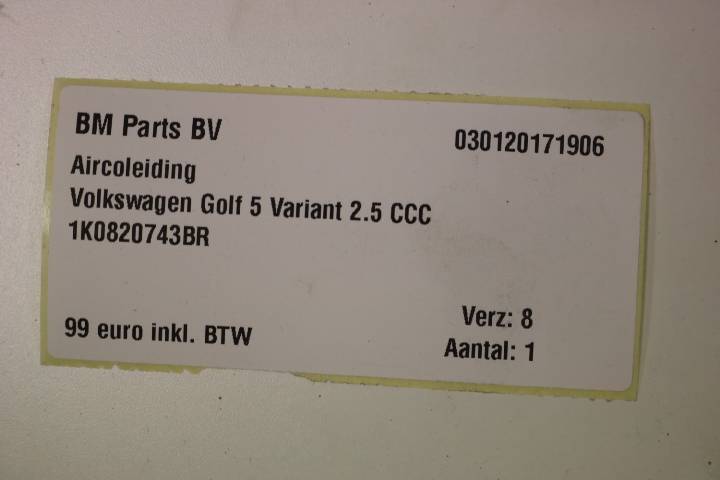 BM Parts BV 030120171906
Aircoleiding
Volkswagen Golf 5 Variant 2.5 CCC
1K0820743BR
99 euro inkl. BTW
Verz: 8
Aantal: 1